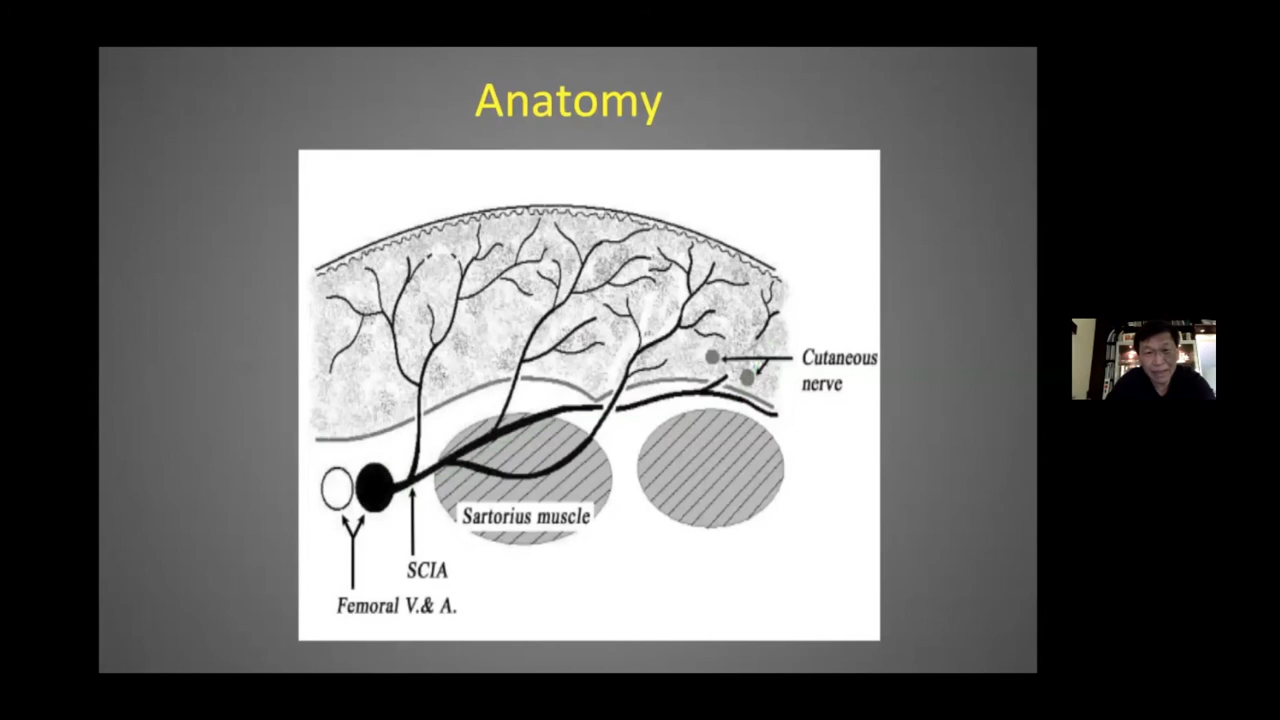 Anatomy
Cutaneous
nerve
Sartorius muscle
SCIA
Femoral V.& A.